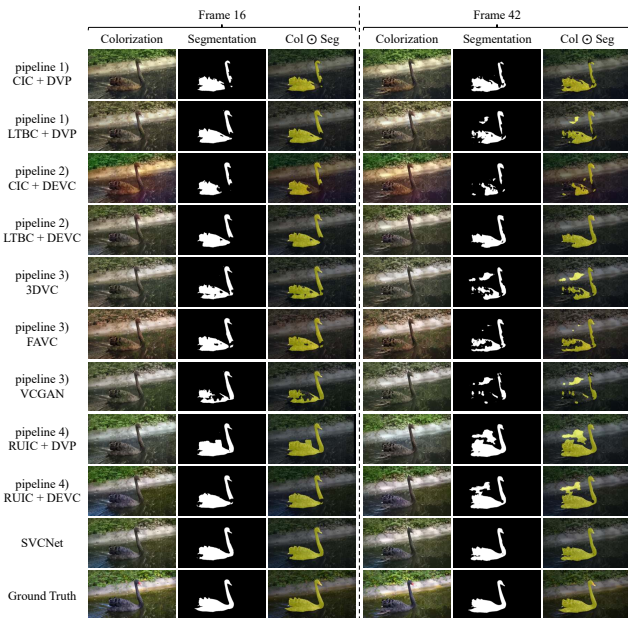 Frame 16
Frame 42
Colorization Segmentation Col ⊙ Seg Colorization Segmentation Col ⊙ Seg
pipeline 1)
CIC + DVP
pipeline 1)
LTBC + DVP
pipeline 2)
CIC + DEVC
pipeline 2)
LTBC + DEVC
pipeline 3)
3DVC
pipeline 3)
FAVC
pipeline 3)
VCGAN
pipeline 4)
RUIC + DVP
pipeline 4)
RUIC + DEVC
SVCNet
Ground Truth